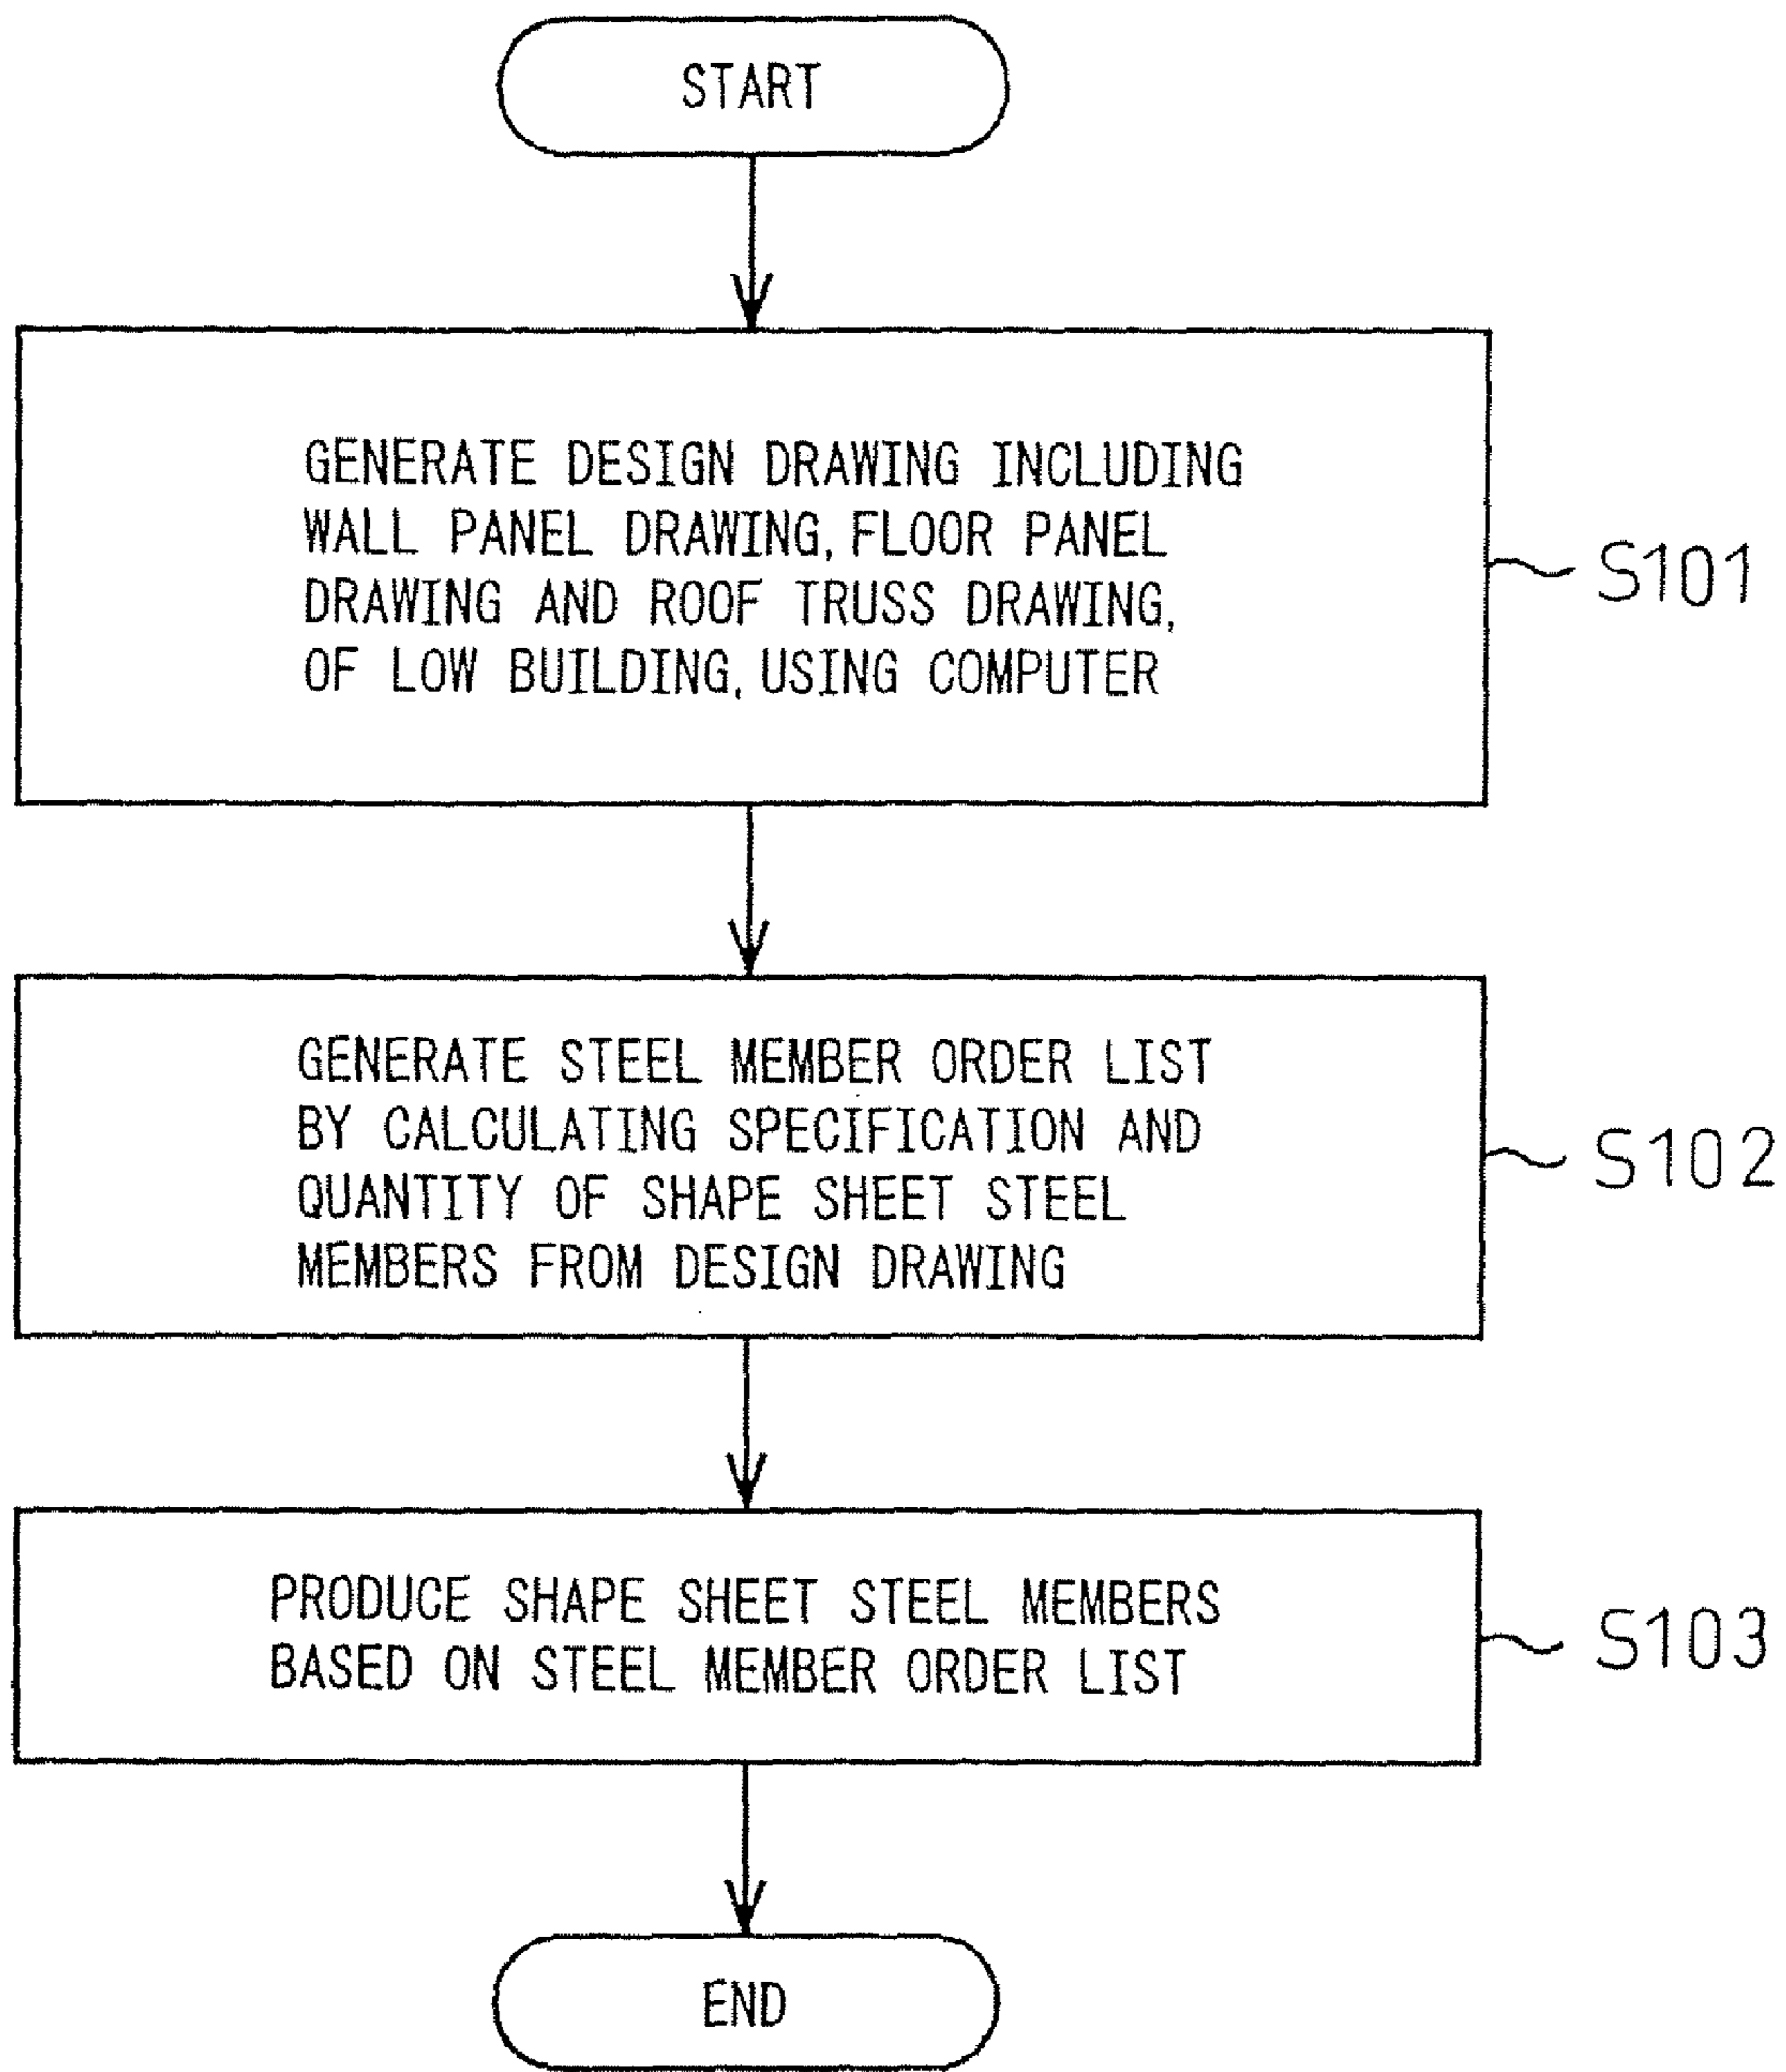 START
GENERATE DESIGN DRAWING INCLUDING
WALL PANEL DRAWING, FLOOR PANEL
DRAWING AND ROOF TRUSS DRAWING,
OF LOW BUILDING, USING COMPUTER
S101
GENERATE STEEL MEMBER ORDER LIST
BY CALCULATING SPECIFICATION AND
QUANTITY OF SHAPE SHEET STEEL
MEMBERS FROM DESIGN DRAWING
S102
PRODUCE SHAPE SHEET STEEL MEMBERS
BASED ON STEEL MEMBER ORDER LIST
S103
END